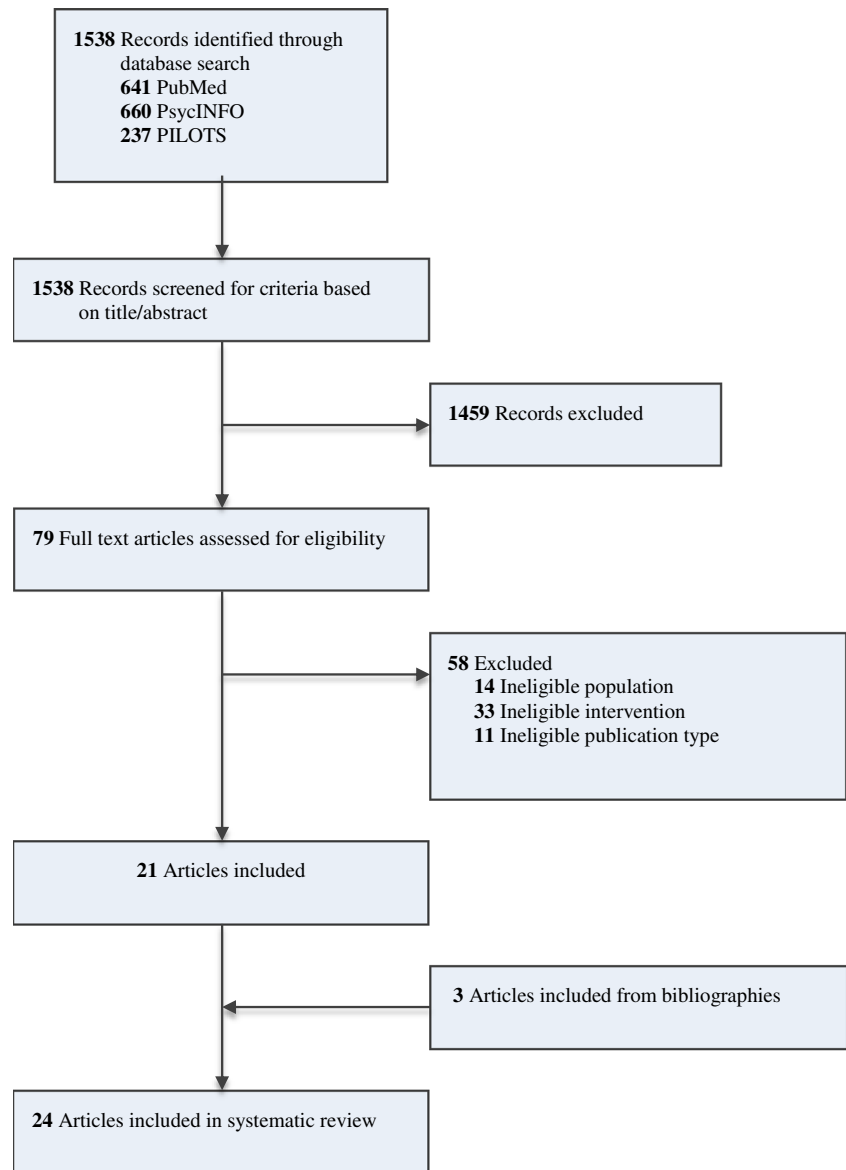 1538 Records identified through
database search
641 PubMed
660 PsycINFO
237 PILOTS
1538 Records screened for criteria based
on title/abstract
1459 Records excluded
79 Full text articles assessed for eligibility
58 Excluded
14 Ineligible population
33 Ineligible intervention
11 Ineligible publication type
21 Articles included
3 Articles included from bibliographies
24 Articles included in systematic review